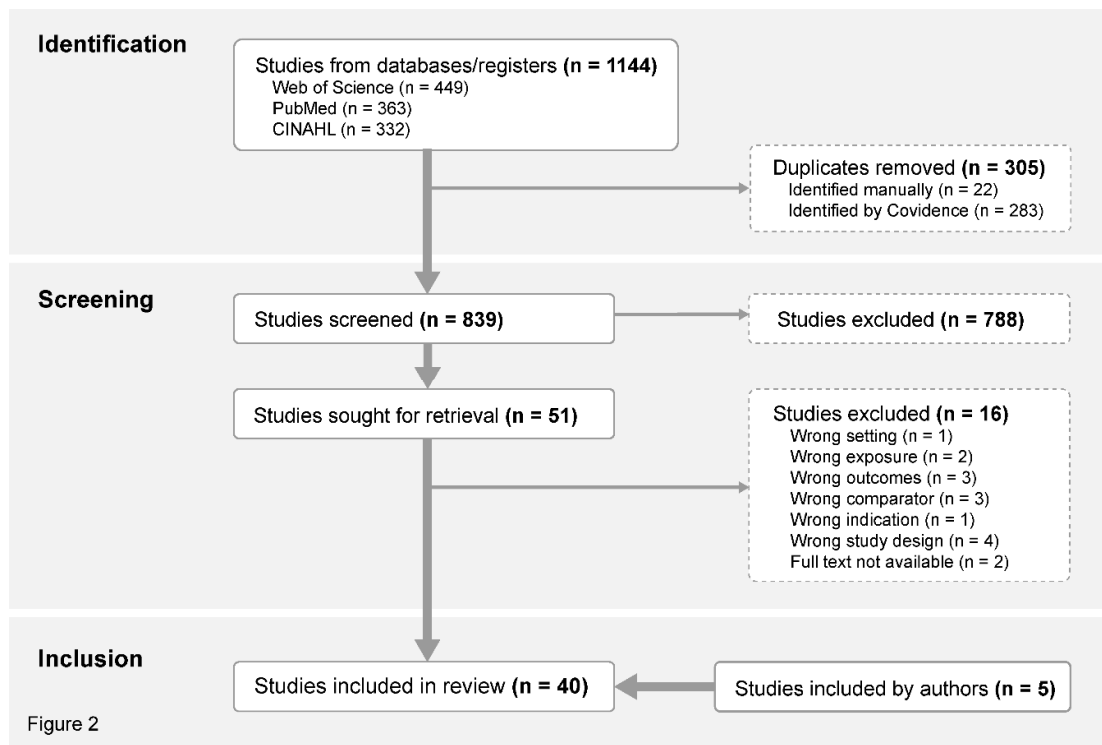 Identification
Studies from databases/registers (n = 1144)
Web of Science (n = 449)
PubMed (n = 363)
CINAHL (n = 332)
Duplicates removed (n = 305)
Identified manually (n = 22)
Identified by Covidence (n = 283)
Screening
Studies screened (n = 839)
Studies excluded (n = 788)
Studies sought for retrieval (n = 51)
Studies excluded (n = 16)
Wrong setting (n = 1)
Wrong exposure (n = 2)
Wrong outcomes (n = 3)
Wrong comparator (n = 3)
Wrong indication (n = 1)
Wrong study design (n = 4)
Full text not available (n = 2)
Inclusion
Studies included in review (n = 40)
Studies included by authors (n = 5)
Figure 2